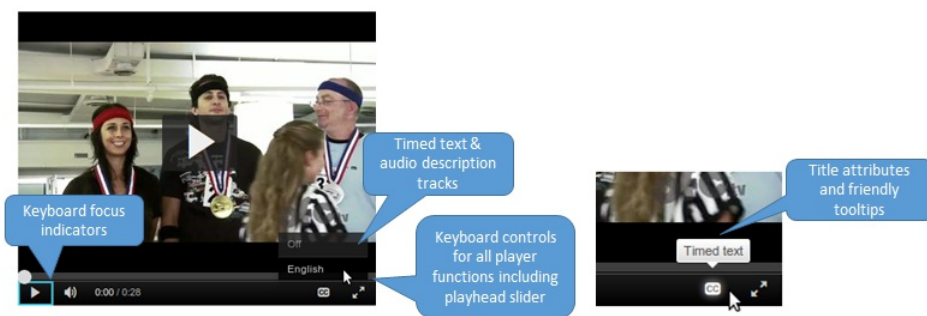 Timed text &
audio description
tracks
Title attributes
and friendly
tooltips
Keyboard focus
indicators
Off
English
Keyboard controls
for all player
functions including
playhead slider
Timed text
0:00 / 0:28
CC
CC